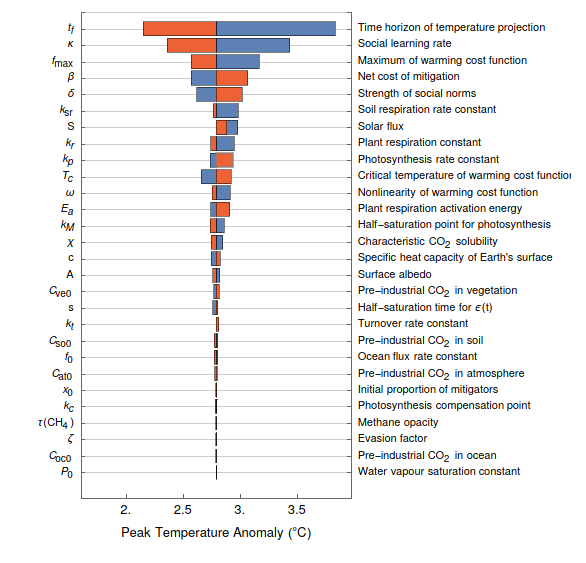 t_f Time horizon of temperature projection
κ Social learning rate
f_max Maximum of warming cost function
β Net cost of mitigation
δ Strength of social norms
k_sr Soil respiration rate constant
S Solar flux
k_r Plant respiration constant
k_p Photosynthesis rate constant
T_c Critical temperature of warming cost function
ω Nonlinearity of warming cost function
E_a Plant respiration activation energy
k_M Half-saturation point for photosynthesis
χ Characteristic CO₂ solubility
c Specific heat capacity of Earth's surface
A Surface albedo
C_ve0 Pre-industrial CO₂ in vegetation
s Half-saturation time for ε(t)
k_t Turnover rate constant
C_so0 Pre-industrial CO₂ in soil
f_0 Ocean flux rate constant
C_at0 Pre-industrial CO₂ in atmosphere
x_0 Initial proportion of mitigators
k_c Photosynthesis compensation point
τ(CH₄) Methane opacity
ζ Evasion factor
C_oc0 Pre-industrial CO₂ in ocean
P_0 Water vapour saturation constant
2. 2.5 3. 3.5
Peak Temperature Anomaly (°C)